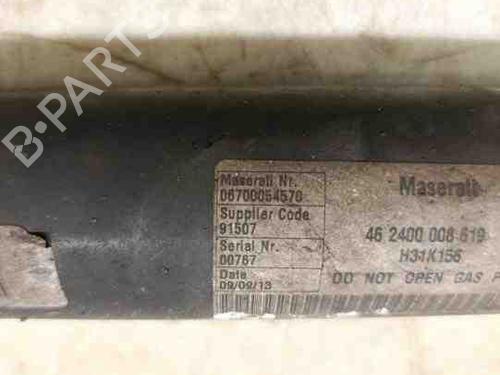 B-PARTS
Maserati Nr.
06700054570
Supplier Code
91507
Serial Nr.
00767
Date
09/09/13
Maserati
46 2400 006 619
H31K156
DO NOT OPEN GAS